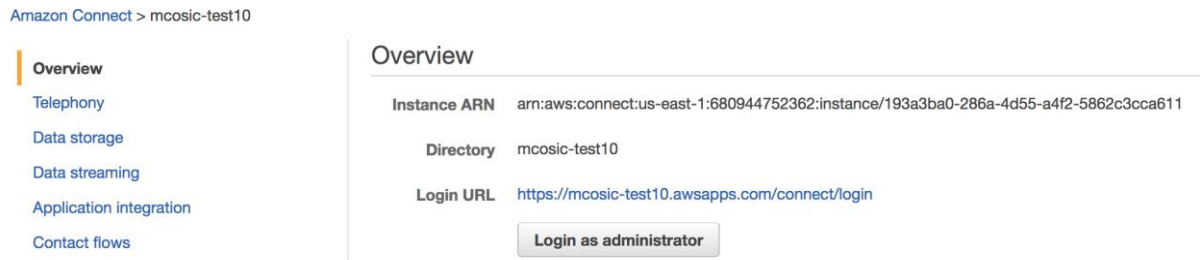 Amazon Connect > mcosic-test10
Overview
Telephony
Data storage
Data streaming
Application integration
Contact flows
Overview
Instance ARN arn:aws:connect:us-east-1:680944752362:instance/193a3ba0-286a-4d55-a4f2-5862c3cca611
Directory mcosic-test10
Login URL https://mcosic-test10.awsapps.com/connect/login
Login as administrator